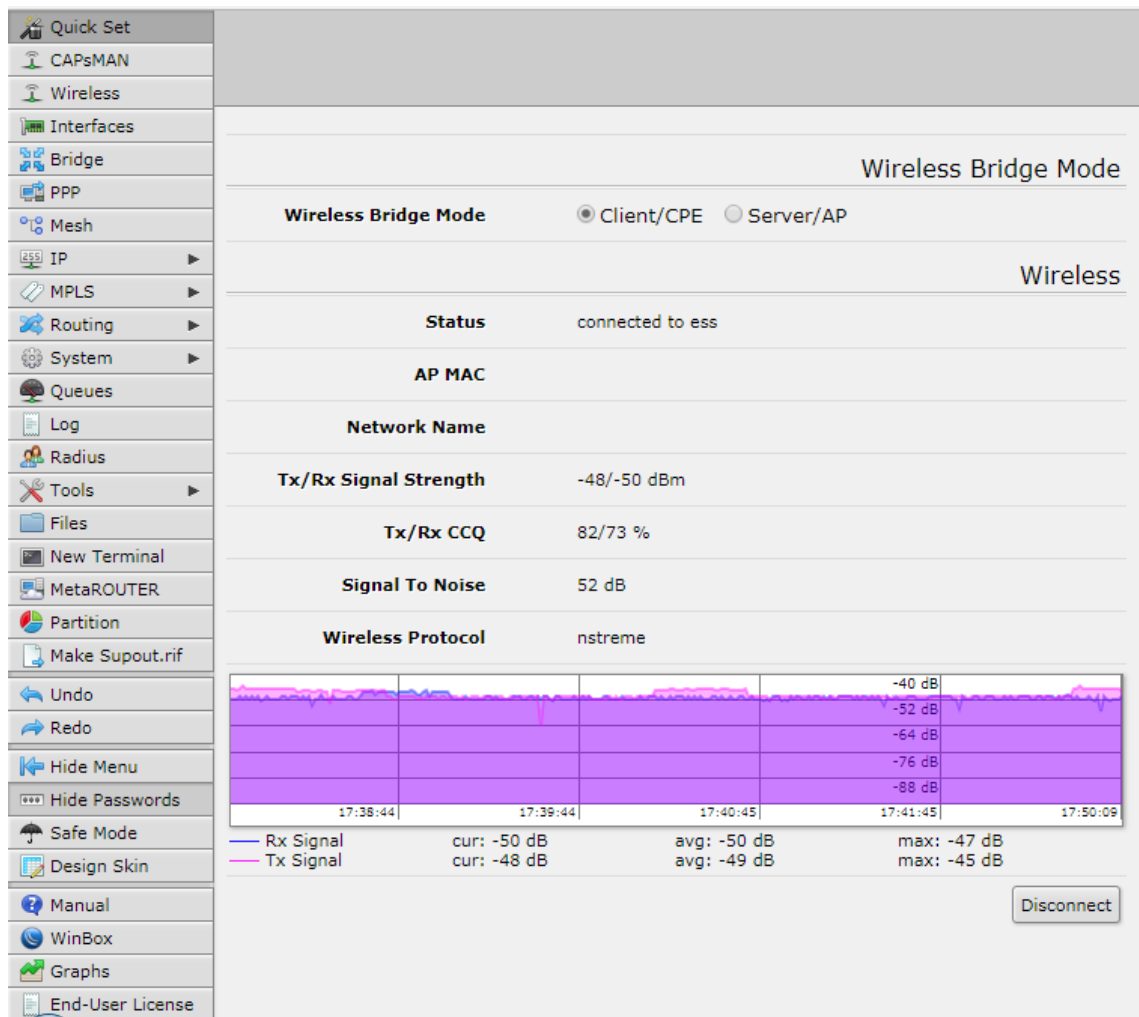 Quick Set
CAPsMAN
Wireless
Interfaces
Bridge
PPP
Mesh
255 IP
MPLS
Routing
System
Queues
Log
Radius
Tools
Files
New Terminal
MetaROUTER
Partition
Make Supout.rif
Undo
Redo
Hide Menu
Hide Passwords
Safe Mode
Design Skin
Manual
WinBox
Graphs
End-User License
Wireless Bridge Mode
Wireless Bridge Mode Client/CPE Server/AP
Wireless
Status connected to ess
AP MAC
Network Name
Tx/Rx Signal Strength -48/-50 dBm
Tx/Rx CCQ 82/73 %
Signal To Noise 52 dB
Wireless Protocol nstreme
-40 dB
-52 dB
-64 dB
-76 dB
-88 dB
17:38:44 17:39:44 17:40:45 17:41:45 17:50:09
Rx Signal cur: -50 dB avg: -50 dB max: -47 dB
Tx Signal cur: -48 dB avg: -49 dB max: -45 dB
Disconnect